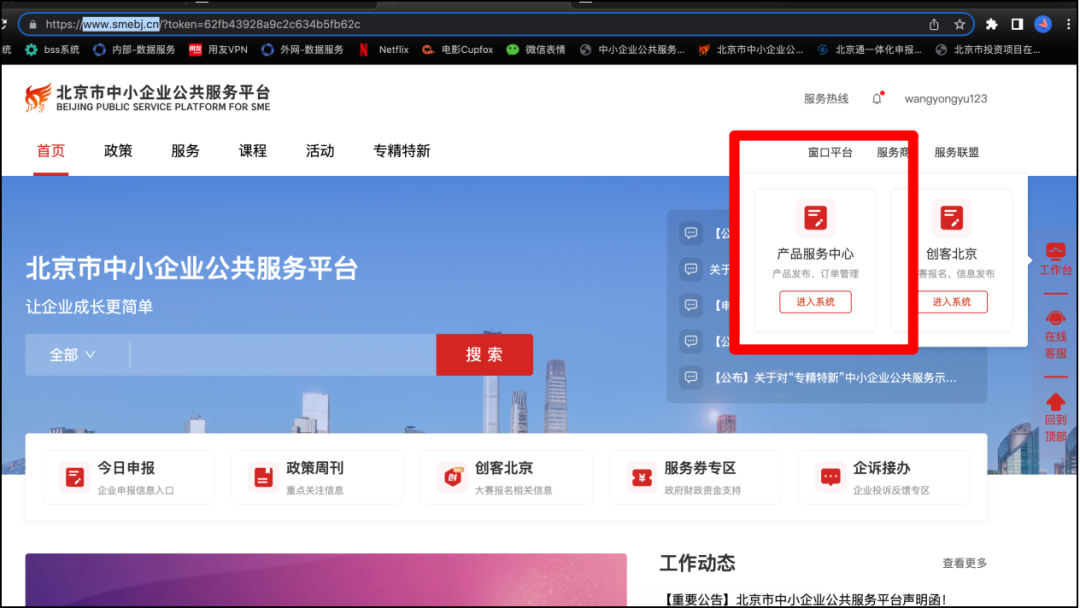 https://www.smebj.cn/?token=62fb43928a9c2c634b5fb62c
统 bss系统 内部-数据服务 用友VPN 外网-数据服务 Netflix 电影Cupfox 微信表情 中小企业公共服务... 北京市中小企业公... 北京通一体化申报... 北京市投资项目在...
北京市中小企业公共服务平台
BEIJING PUBLIC SERVICE PLATFORM FOR SME
服务热线 wangyongyu123
首页 政策 服务 课程 活动 专精特新
窗口平台 服务商 服务联盟
产品服务中心
产品发布、订单管理
进入系统
创客北京
赛报名、信息发布
进入系统
工作台
在线
客服
回到
顶部
北京市中小企业公共服务平台
让企业成长更简单
全部
搜索
【公
关于
【申
【公
【公布】关于对“专精特新”中小企业公共服务示...
今日申报
企业申报信息入口
政策周刊
重点关注信息
创客北京
大赛报名相关信息
服务券专区
政府财政资金支持
企诉接办
企业投诉反馈专区
工作动态
查看更多
【重要公告】北京市中小企业公共服务平台声明函！